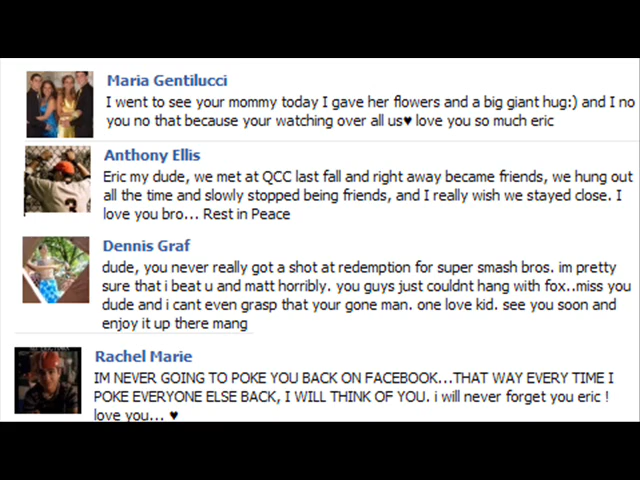 Maria Gentilucci
I went to see your mommy today I gave her flowers and a big giant hug:) and I no
you no that because your watching over all us♥ love you so much eric
Anthony Ellis
Eric my dude, we met at QCC last fall and right away became friends, we hung out
all the time and slowly stopped being friends, and I really wish we stayed close. I
love you bro... Rest in Peace
Dennis Graf
dude, you never really got a shot at redemption for super smash bros. im pretty
sure that i beat u and matt horribly. you guys just couldnt hang with fox..miss you
dude and i cant even grasp that your gone man. one love kid. see you soon and
enjoy it up there mang
Rachel Marie
IM NEVER GOING TO POKE YOU BACK ON FACEBOOK...THAT WAY EVERY TIME I
POKE EVERYONE ELSE BACK, I WILL THINK OF YOU. i will never forget you eric !
love you... ♥